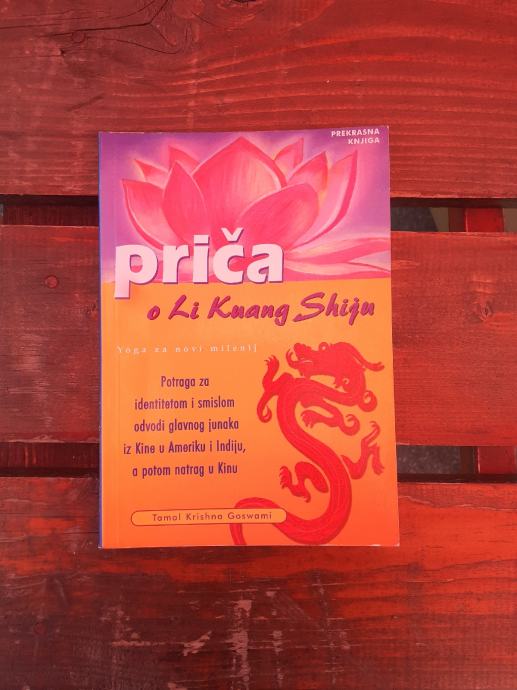 PREKRASNA
KNJIGA
priča
o Li Kuang Shiju
Yoga za novi milenij
Potraga za
identitetom i smislom
odvodi glavnog junaka
iz Kine u Ameriku i Indiju,
a potom natrag u Kinu
Tamal Krishna Goswami